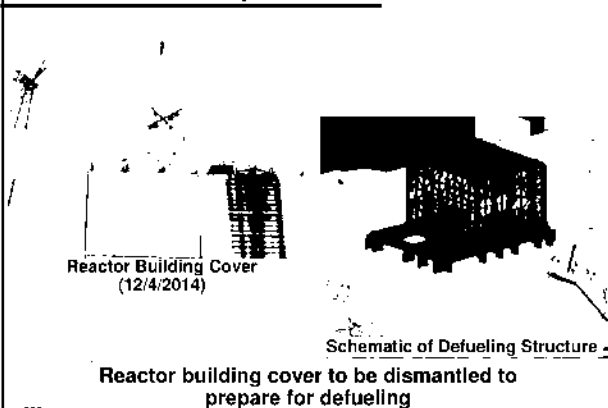 Reactor Building Cover
(12/4/2014)
Schematic of Defueling Structure
Reactor building cover to be dismantled to
prepare for defueling